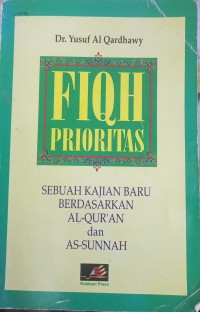 Dr. Yusuf Al Qardhawy
FIQH
PRIORITAS
SEBUAH KAJIAN BARU
BERDASARKAN
AL-QUR'AN
dan
AS-SUNNAH
Robbani Press